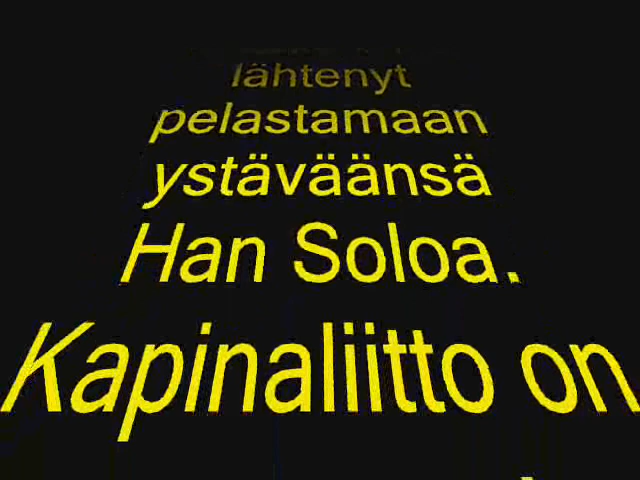 lähtenyt
pelastamaan
ystäväänsä
Han Soloa.
Kapinaliitto on